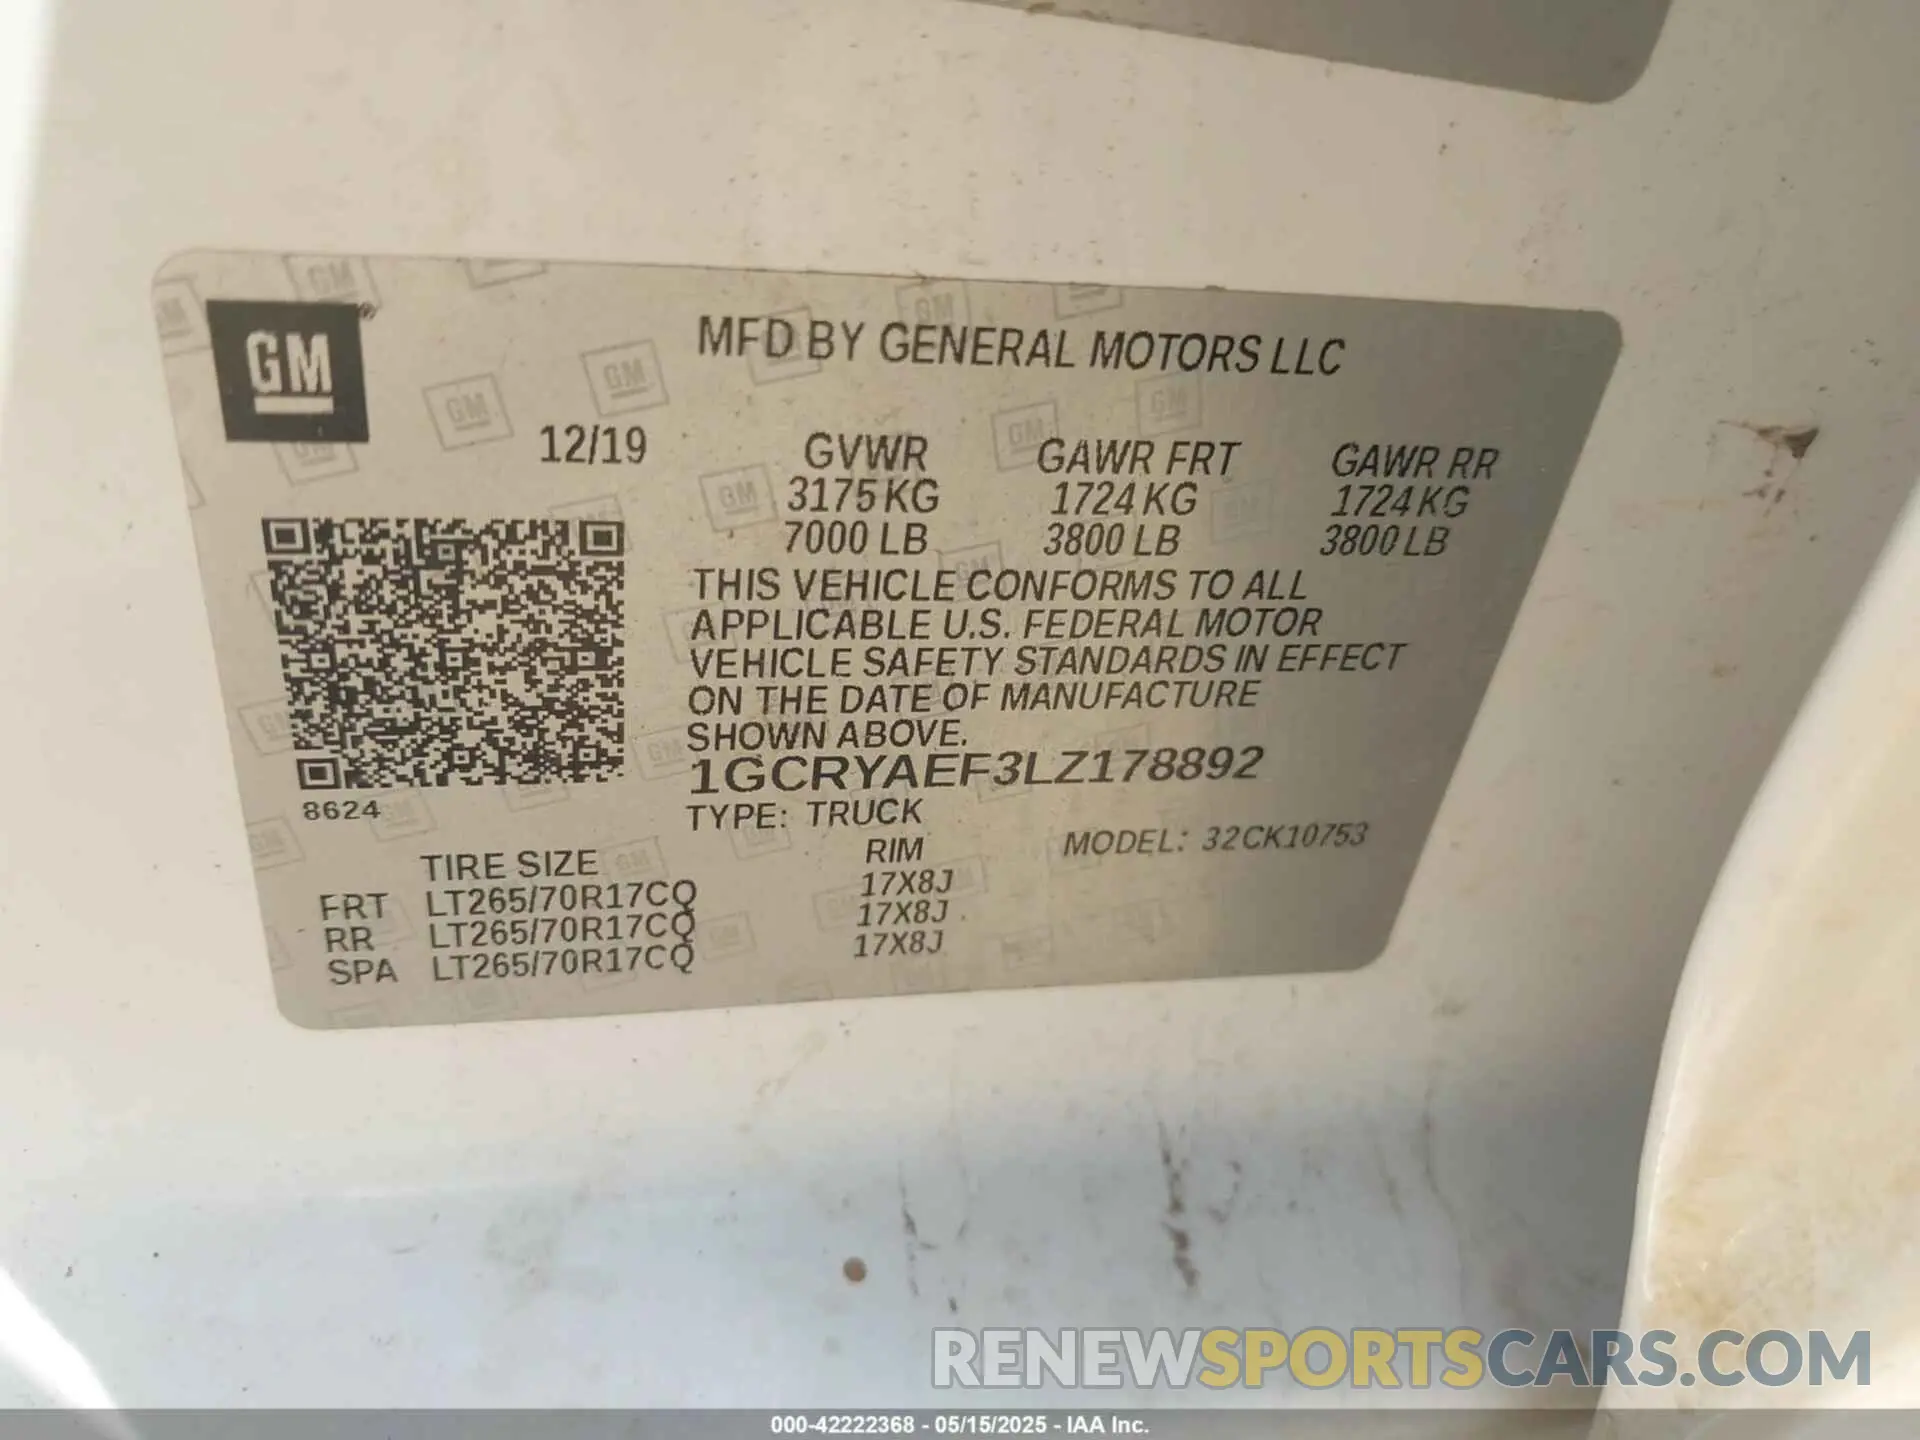 GM
MFD BY GENERAL MOTORS LLC
12/19
GVWR GAWR FRT GAWR RR
3175 KG 1724 KG 1724 KG
7000 LB 3800 LB 3800 LB
THIS VEHICLE CONFORMS TO ALL
APPLICABLE U.S. FEDERAL MOTOR
VEHICLE SAFETY STANDARDS IN EFFECT
ON THE DATE OF MANUFACTURE
SHOWN ABOVE.
1GCRYAEF3LZ178892
8624
TYPE: TRUCK
MODEL: 32CK10753
TIRE SIZE RIM
FRT LT265/70R17CQ 17X8J
RR LT265/70R17CQ 17X8J
SPA LT265/70R17CQ 17X8J
RENEWSPORTSCARS.COM
000-42222368 - 05/15/2025 - IAA Inc.